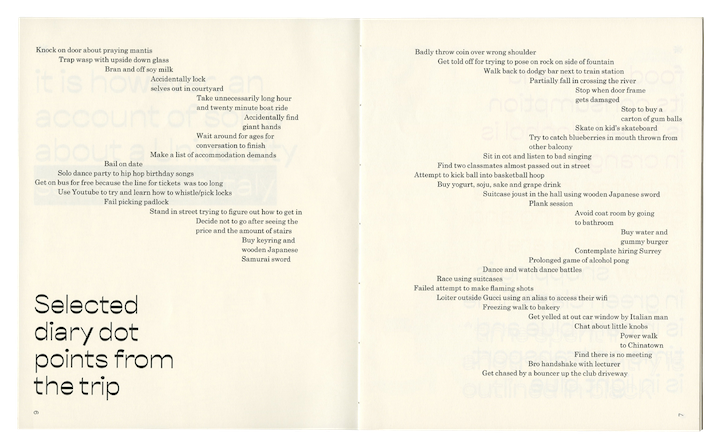 Knock on door about praying mantis
Trap wasp with upside down glass
Bran and off soy milk
Accidentally lock
selves out in courtyard
Take unnecessarily long hour
and twenty minute boat ride
Accidentally find
giant hands
Wait around for ages for
conversation to finish
Make a list of accommodation demands
Bail on date
Solo dance party to hip hop birthday songs
Get on bus for free because the line for tickets was too long
Use Youtube to try and learn how to whistle/pick locks
Fail picking padlock
Stand in street trying to figure out how to get in
Decide not to go after seeing the
price and the amount of stairs
Buy keyring and
wooden Japanese
Samurai sword
Selected
diary dot
points from
the trip
Badly throw coin over wrong shoulder
Get told off for trying to pose on rock on side of fountain
Walk back to dodgy bar next to train station
Partially fall in crossing the river
Stop when door frame
gets damaged
Stop to buy a
carton of gum balls
Skate on kid's skateboard
Try to catch blueberries in mouth thrown from
other balcony
Sit in cot and listen to bad singing
Find two classmates almost passed out in street
Attempt to kick ball into basketball hoop
Buy yogurt, soju, sake and grape drink
Suitcase joust in the hall using wooden Japanese sword
Plank session
Avoid coat room by going
to bathroom
Buy water and
gummy burger
Contemplate hiring Surrey
Prolonged game of alcohol pong
Dance and watch dance battles
Race using suitcases
Failed attempt to make flaming shots
Loiter outside Gucci using an alias to access their wifi
Freezing walk to bakery
Get yelled at out car window by Italian man
Chat about little knobs
Power walk
to Chinatown
Find there is no meeting
Bro handshake with lecturer
Get chased by a bouncer up the club driveway